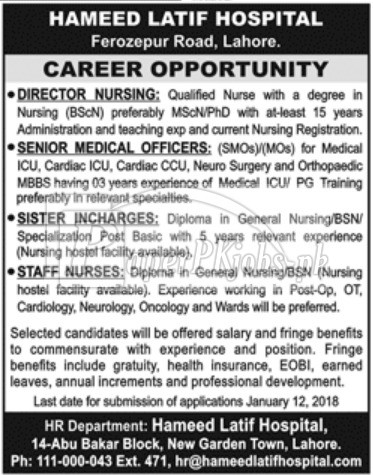 HAMEED LATIF HOSPITAL
Ferozepur Road, Lahore.
CAREER OPPORTUNITY
• DIRECTOR NURSING: Qualified Nurse with a degree in
Nursing (BScN) preferably MScN/PhD with at-least 15 years
Administration and teaching exp and current Nursing Registration.
• SENIOR MEDICAL OFFICERS: (SMOs)/(MOs) for Medical
ICU, Cardiac ICU, Cardiac CCU, Neuro Surgery and Orthopaedic
MBBS having 03 years experience of Medical ICU/ PG Training
preferably in relevant specialties.
• SISTER INCHARGES: Diploma in General Nursing/BSN/
Specialization Post Basic with 5 years relevant experience
(Nursing hostel facility available).
• STAFF NURSES: Diploma in General Nursing/BSN (Nursing
hostel facility available). Experience working in Post-Op, OT,
Cardiology, Neurology, Oncology and Wards will be preferred.
Selected candidates will be offered salary and fringe benefits
to commensurate with experience and position. Fringe
benefits include gratuity, health insurance, EOBI, earned
leaves, annual increments and professional development.
Last date for submission of applications January 12, 2018
HR Department: Hameed Latif Hospital,
14-Abu Bakar Block, New Garden Town, Lahore.
Ph: 111-000-043 Ext. 471, hr@hameedlatifhospital.com